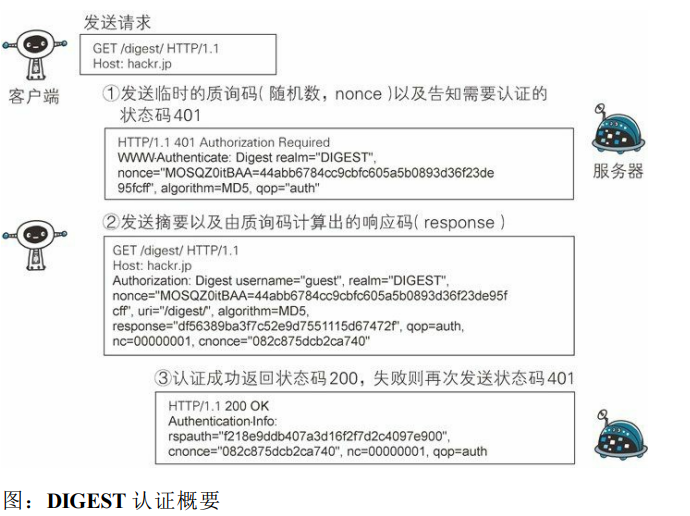 发送请求
GET /digest/ HTTP/1.1
Host: hackr.jp
客户端
①发送临时的质询码(随机数，nonce)以及告知需要认证的
状态码401
HTTP/1.1 401 Authorization Required
WWW-Authenticate: Digest realm="DIGEST",
nonce="MOSQZ0itBAA=44abb6784cc9cbfc605a5b0893d36f23de
95fcff", algorithm=MD5, qop="auth"
服务器
②发送摘要以及由质询码计算出的响应码(response)
GET /digest/ HTTP/1.1
Host: hackr.jp
Authorization: Digest username="guest", realm="DIGEST",
nonce="MOSQZ0itBAA=44abb6784cc9cbfc605a5b0893d36f23de95f
cff", uri="/digest/", algorithm=MD5,
response="df56389ba3f7c52e9d7551115d67472f", qop=auth,
nc=00000001, cnonce="082c875dcb2ca740"
③认证成功返回状态码200，失败则再次发送状态码401
HTTP/1.1 200 OK
Authentication-Info:
rspauth="f218e9ddb407a3d16f2f7d2c4097e900",
cnonce="082c875dcb2ca740", nc=00000001, qop=auth
图：DIGEST 认证概要